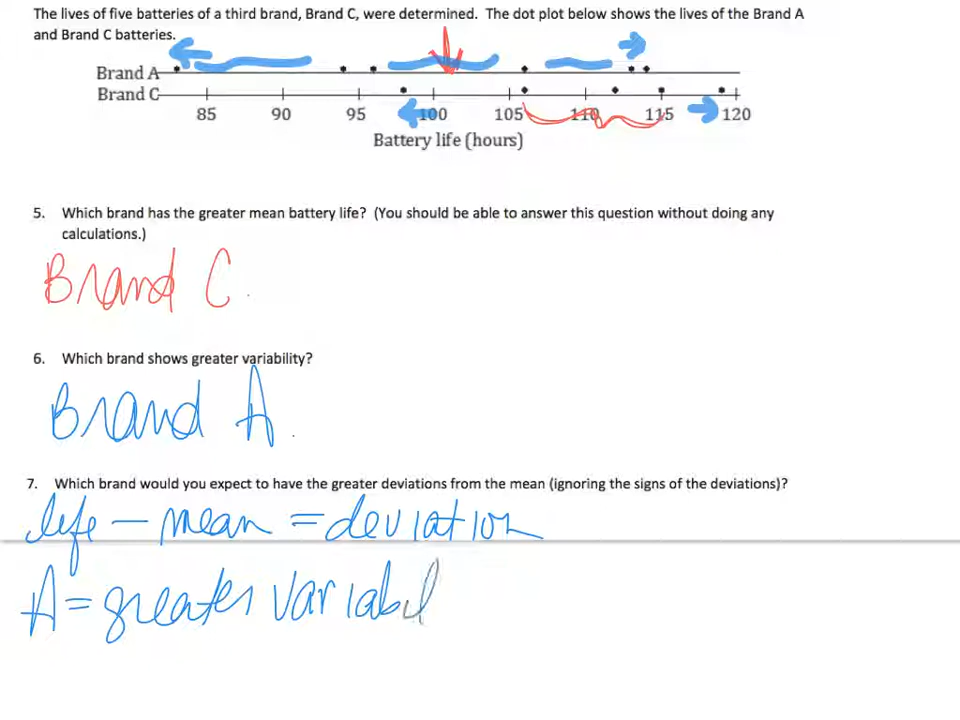 The lives of five batteries of a third brand, Brand C, were determined. The dot plot below shows the lives of the Brand A
and Brand C batteries.
Brand A
Brand C
85 90 95 100 105 110 115 120
Battery life (hours)
5. Which brand has the greater mean battery life? (You should be able to answer this question without doing any
calculations.)
Brand C.
6. Which brand shows greater variability?
Brand A.
7. Which brand would you expect to have the greater deviations from the mean (ignoring the signs of the deviations)?
life - mean = deviation
A = greater variabil